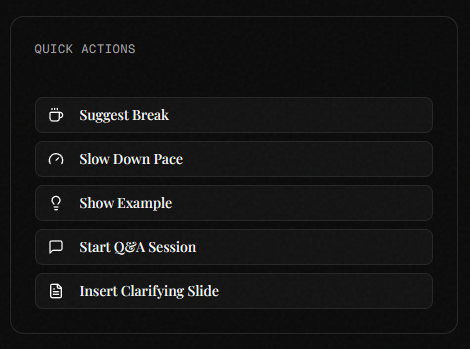 QUICK ACTIONS
Suggest Break
Slow Down Pace
Show Example
Start Q&A Session
Insert Clarifying Slide